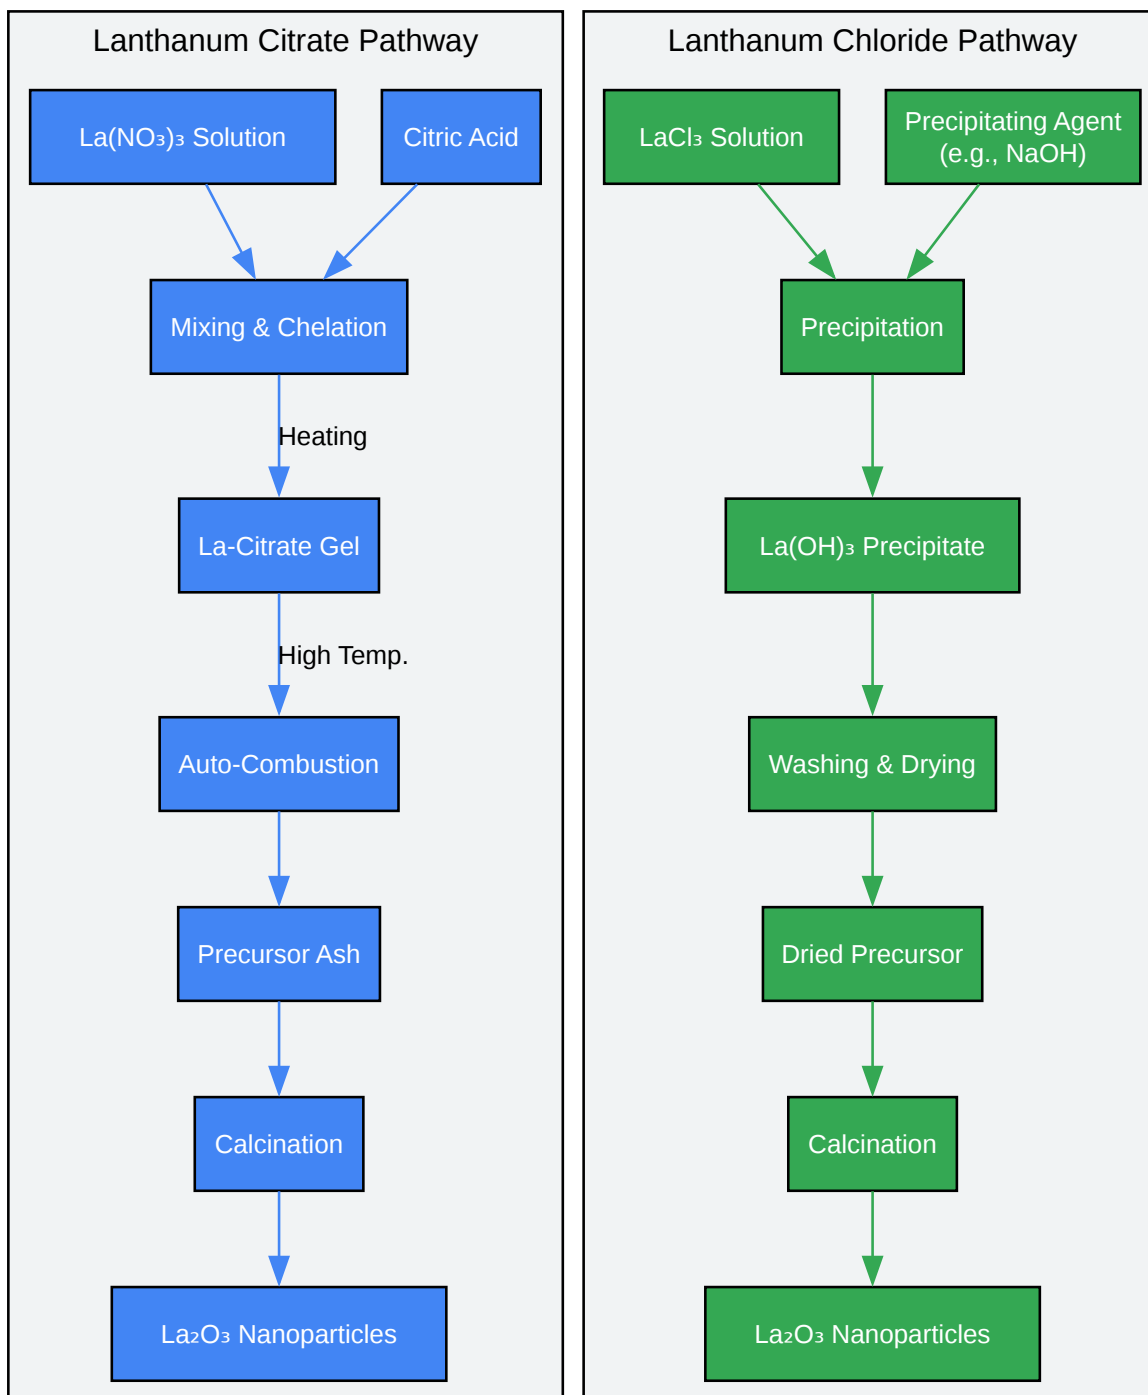 Lanthanum Citrate Pathway
La(NO₃)₃ Solution
Citric Acid
Mixing & Chelation
Heating
La-Citrate Gel
High Temp.
Auto-Combustion
Precursor Ash
Calcination
La₂O₃ Nanoparticles
Lanthanum Chloride Pathway
LaCl₃ Solution
Precipitating Agent
(e.g., NaOH)
Precipitation
La(OH)₃ Precipitate
Washing & Drying
Dried Precursor
Calcination
La₂O₃ Nanoparticles